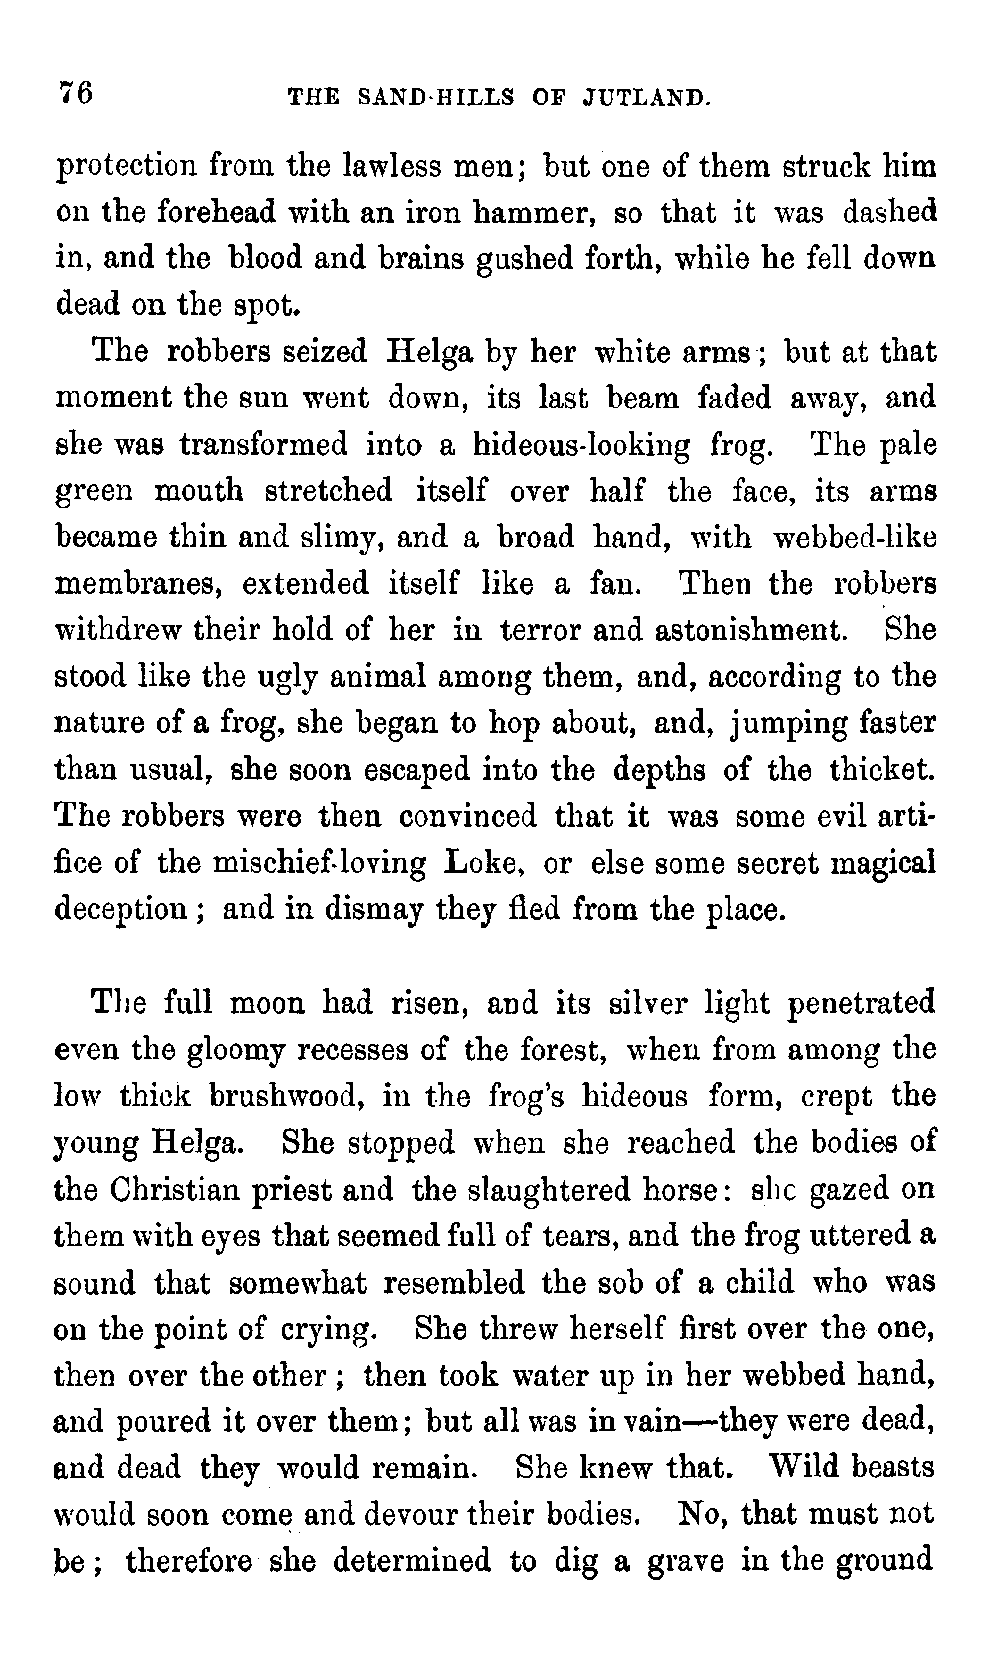 76 THE SAND-HILLS OF JUTLAND.
protection from the lawless men; but one of them struck him
on the forehead with an iron hammer, so that it was dashed
in, and the blood and brains gushed forth, while he fell down
dead on the spot.
The robbers seized Helga by her white arms; but at that
moment the sun went down, its last beam faded away, and
she was transformed into a hideous-looking frog. The pale
green mouth stretched itself over half the face, its arms
became thin and slimy, and a broad hand, with webbed-like
membranes, extended itself like a fan. Then the robbers
withdrew their hold of her in terror and astonishment. She
stood like the ugly animal among them, and, according to the
nature of a frog, she began to hop about, and, jumping faster
than usual, she soon escaped into the depths of the thicket.
The robbers were then convinced that it was some evil arti-
fice of the mischief-loving Loke, or else some secret magical
deception; and in dismay they fled from the place.
The full moon had risen, and its silver light penetrated
even the gloomy recesses of the forest, when from among the
low thick brushwood, in the frog's hideous form, crept the
young Helga. She stopped when she reached the bodies of
the Christian priest and the slaughtered horse: she gazed on
them with eyes that seemed full of tears, and the frog uttered a
sound that somewhat resembled the sob of a child who was
on the point of crying. She threw herself first over the one,
then over the other; then took water up in her webbed hand,
and poured it over them; but all was in vain—they were dead,
and dead they would remain. She knew that. Wild beasts
would soon come and devour their bodies. No, that must not
be; therefore she determined to dig a grave in the ground